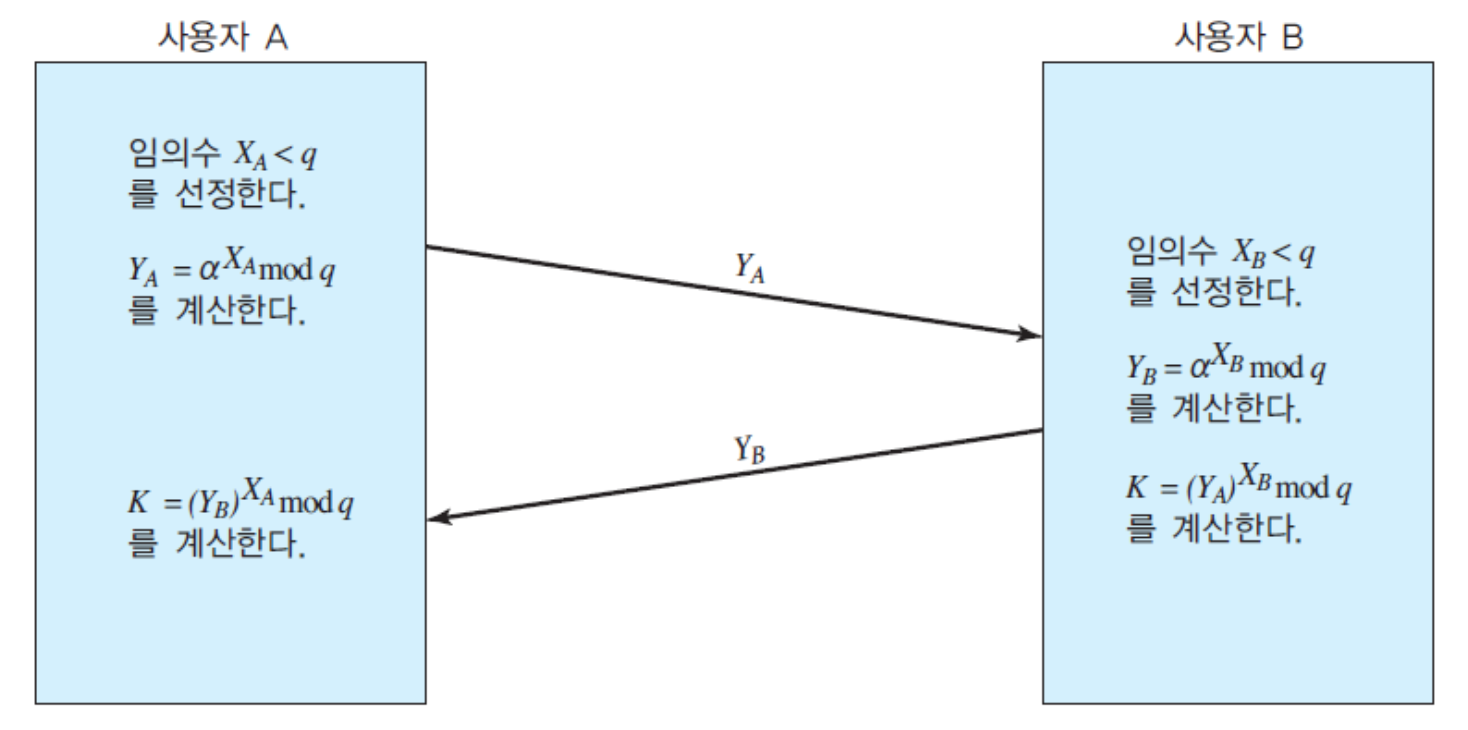 사용자 A
임의수 X_A < q
를 선정한다.
Y_A = α^{X_A} mod q
를 계산한다.
K = (Y_B)^{X_A} mod q
를 계산한다.
Y_A
Y_B
사용자 B
임의수 X_B < q
를 선정한다.
Y_B = α^{X_B} mod q
를 계산한다.
K = (Y_A)^{X_B} mod q
를 계산한다.